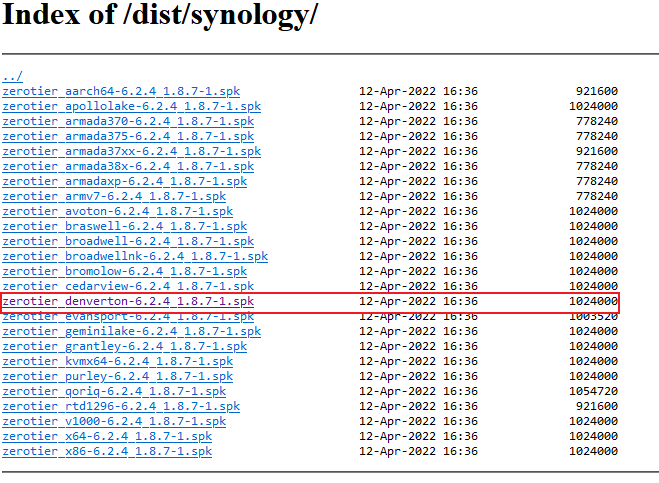 Index of /dist/synology/
../
zerotier_aarch64-6.2.4_1.8.7-1.spk 12-Apr-2022 16:36 921600
zerotier_apollolake-6.2.4_1.8.7-1.spk 12-Apr-2022 16:36 1024000
zerotier_armada370-6.2.4_1.8.7-1.spk 12-Apr-2022 16:36 778240
zerotier_armada375-6.2.4_1.8.7-1.spk 12-Apr-2022 16:36 778240
zerotier_armada37xx-6.2.4_1.8.7-1.spk 12-Apr-2022 16:36 921600
zerotier_armada38x-6.2.4_1.8.7-1.spk 12-Apr-2022 16:36 778240
zerotier_armadaxp-6.2.4_1.8.7-1.spk 12-Apr-2022 16:36 778240
zerotier_armv7-6.2.4_1.8.7-1.spk 12-Apr-2022 16:36 778240
zerotier_avoton-6.2.4_1.8.7-1.spk 12-Apr-2022 16:36 1024000
zerotier_braswell-6.2.4_1.8.7-1.spk 12-Apr-2022 16:36 1024000
zerotier_broadwell-6.2.4_1.8.7-1.spk 12-Apr-2022 16:36 1024000
zerotier_broadwellnk-6.2.4_1.8.7-1.spk 12-Apr-2022 16:36 1024000
zerotier_bromolow-6.2.4_1.8.7-1.spk 12-Apr-2022 16:36 1024000
zerotier_cedarview-6.2.4_1.8.7-1.spk 12-Apr-2022 16:36 1024000
zerotier_denverton-6.2.4_1.8.7-1.spk 12-Apr-2022 16:36 1024000
zerotier_evansport-6.2.4_1.8.7-1.spk 12-Apr-2022 16:36 1003520
zerotier_geminilake-6.2.4_1.8.7-1.spk 12-Apr-2022 16:36 1024000
zerotier_grantley-6.2.4_1.8.7-1.spk 12-Apr-2022 16:36 1024000
zerotier_kvmx64-6.2.4_1.8.7-1.spk 12-Apr-2022 16:36 1024000
zerotier_purley-6.2.4_1.8.7-1.spk 12-Apr-2022 16:36 1024000
zerotier_qoriq-6.2.4_1.8.7-1.spk 12-Apr-2022 16:36 1054720
zerotier_rtd1296-6.2.4_1.8.7-1.spk 12-Apr-2022 16:36 921600
zerotier_v1000-6.2.4_1.8.7-1.spk 12-Apr-2022 16:36 1024000
zerotier_x64-6.2.4_1.8.7-1.spk 12-Apr-2022 16:36 1024000
zerotier_x86-6.2.4_1.8.7-1.spk 12-Apr-2022 16:36 1024000